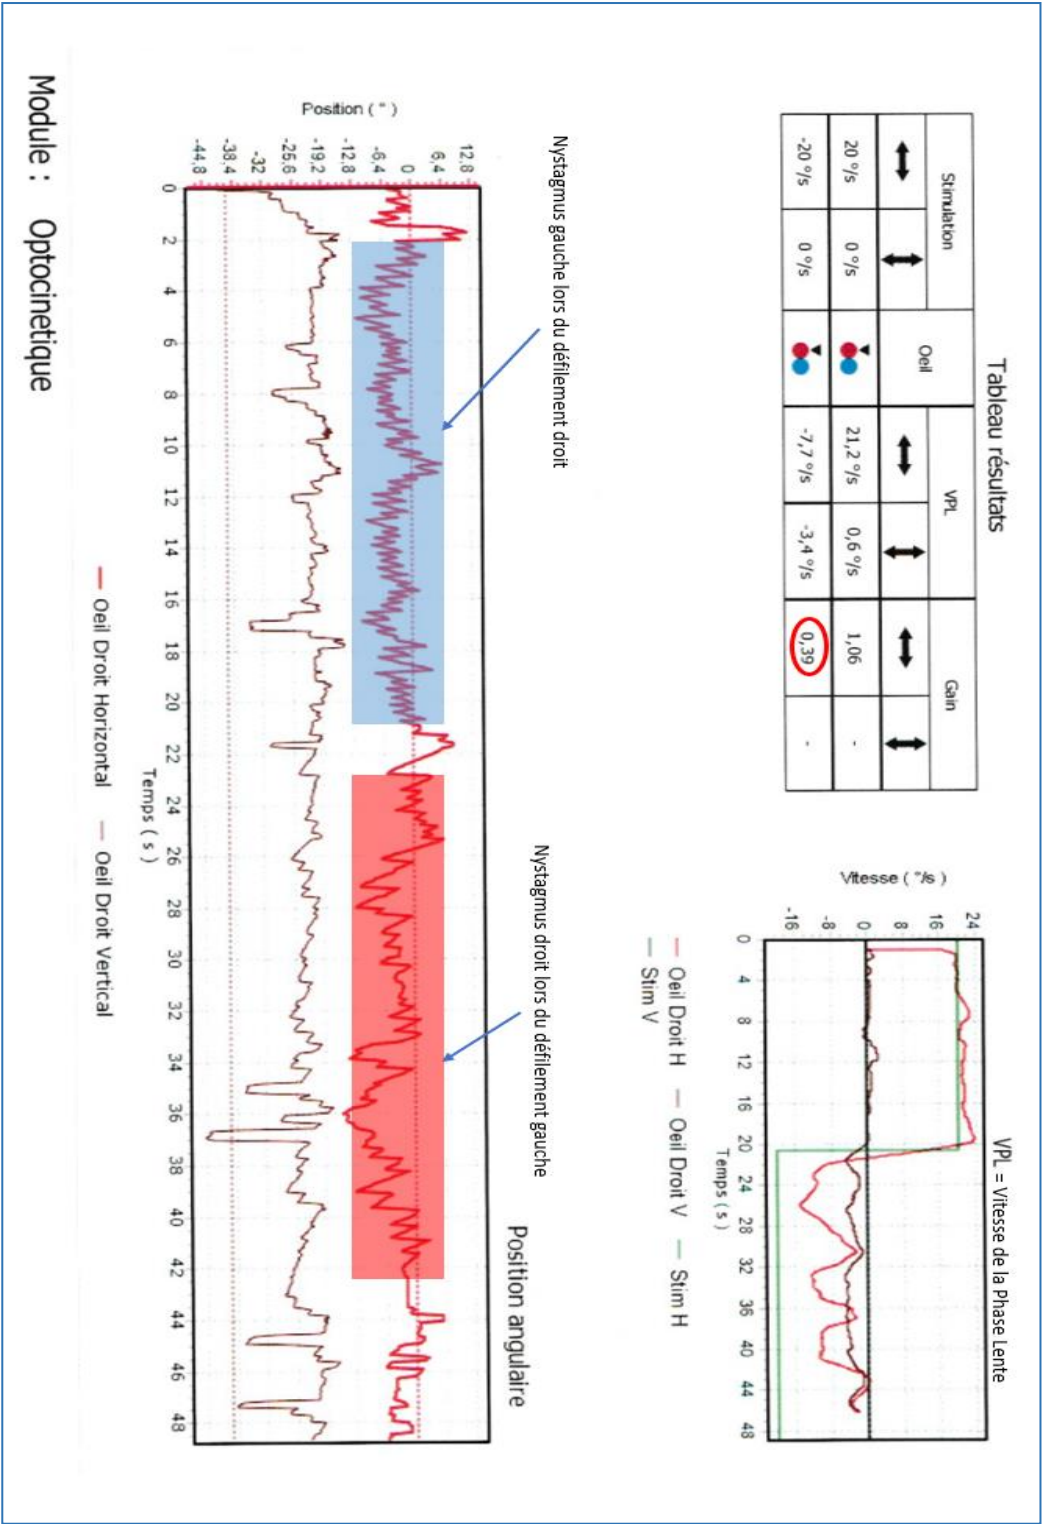 Tableau résultats
Stimulation
Oeil
VPL
Gain
20 °/s
0 °/s
21,2 °/s
0,6 °/s
1,06
-
-20 °/s
0 °/s
-7,7 °/s
-3,4 °/s
0,39
-
VPL = Vitesse de la Phase Lente
Vitesse ( °/s )
24
16
8
0
-8
-16
0
4
8
12
16
20
24
28
32
36
40
44
48
Temps ( s )
Oeil Droit H
Oeil Droit V
Stim H
Stim V
Nystagmus gauche lors du défilement droit
Nystagmus droit lors du défilement gauche
Position angulaire
Position ( ° )
12,8
6,4
0
-6,4
-12,8
-19,2
-25,6
-32
-38,4
-44,8
0
2
4
6
8
10
12
14
16
18
20
22
24
26
28
30
32
34
36
38
40
42
44
46
48
Temps ( s )
Oeil Droit Horizontal
Oeil Droit Vertical
Module : Optocinetique